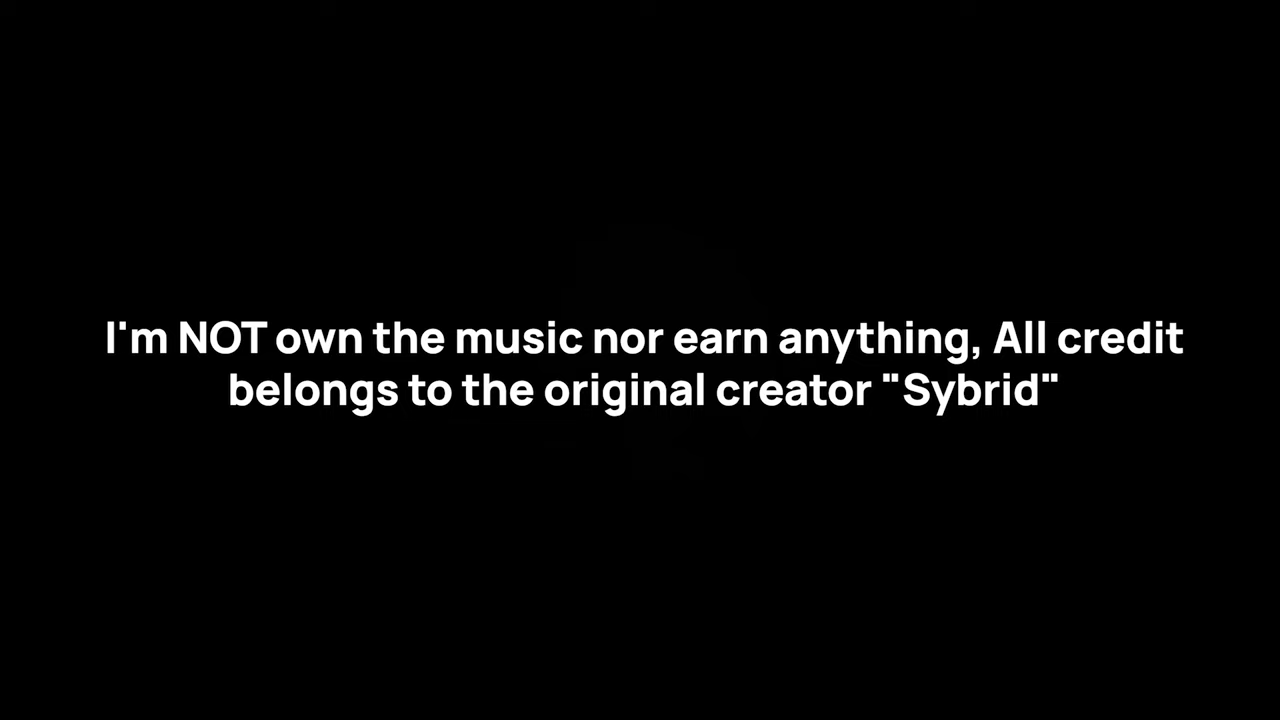 I'm NOT own the music nor earn anything, All credit
belongs to the original creator "Sybrid"